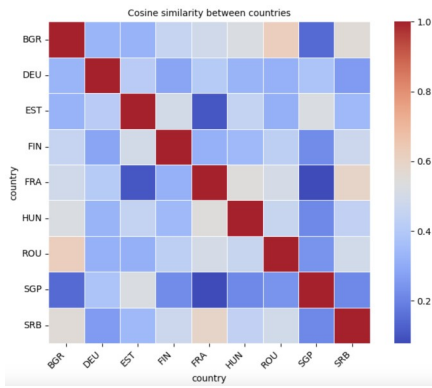 Cosine similarity between countries
BGR
DEU
EST
FIN
FRA
HUN
ROU
SGP
SRB
country
BGR DEU EST FIN FRA HUN ROU SGP SRB
country
1.0
0.8
0.6
0.4
0.2